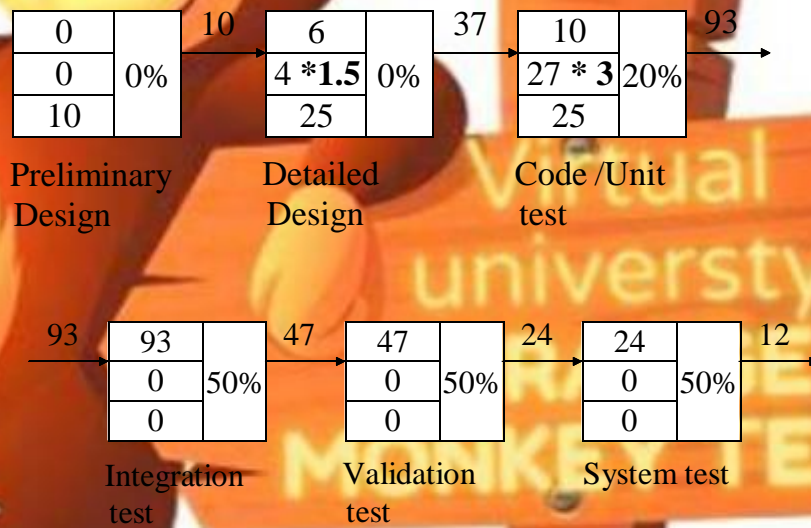 0
0
10
0%
10
6
4 *1.5
25
0%
37
10
27 * 3
25
20%
93
Preliminary
Design
Detailed
Design
Code /Unit
test
Virtual
universty
93
93
0
0
50%
47
47
0
0
50%
24
24
0
0
50%
12
Integration
test
Validation
test
System test